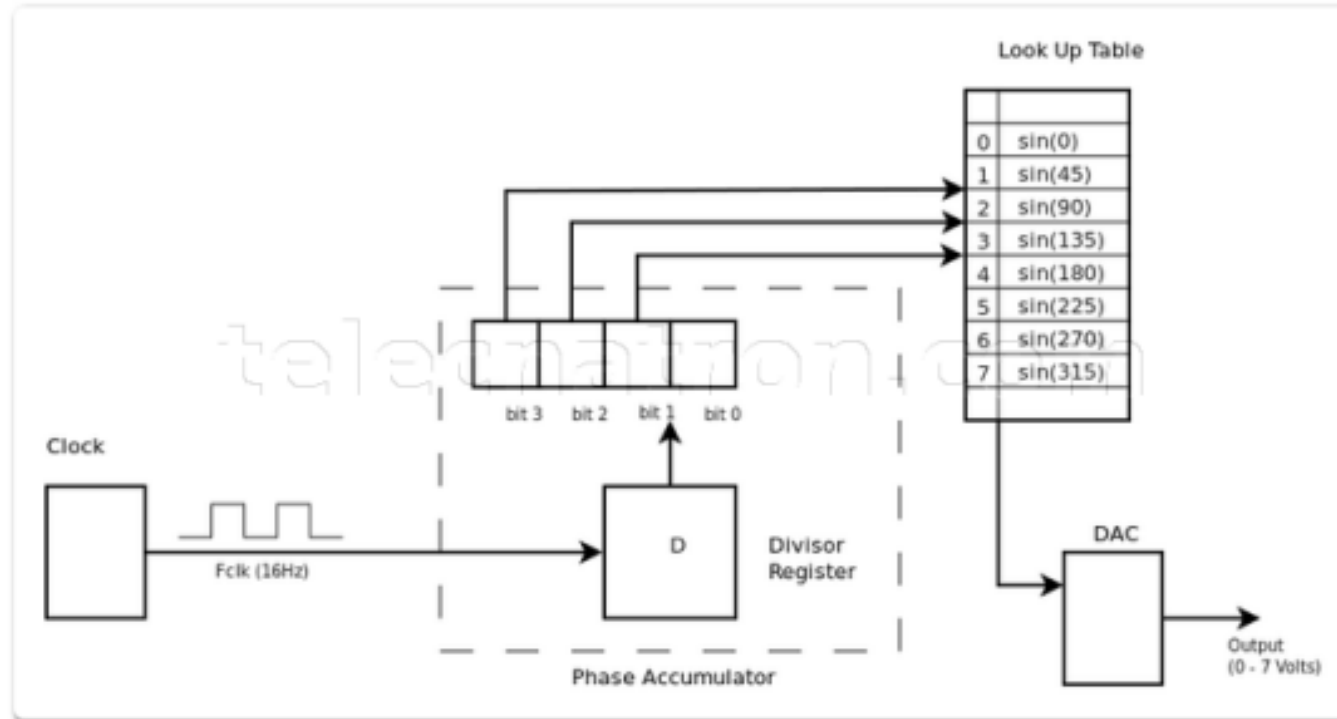 Look Up Table
0 sin(0)
1 sin(45)
2 sin(90)
3 sin(135)
4 sin(180)
5 sin(225)
6 sin(270)
7 sin(315)
telecnatron.com
bit 3 bit 2 bit 1 bit 0
Clock
Fclk (16Hz)
D
Divisor
Register
Phase Accumulator
DAC
Output
(0 - 7 Volts)